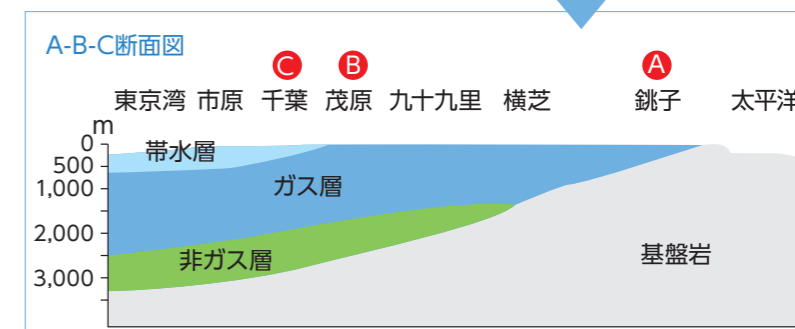 A-B-C断面図
C B A
東京湾 市原 千葉 茂原 九十九里 横芝 銚子 太平洋
m
0
帯水層
500
ガス層
1,000
2,000
非ガス層
基盤岩
3,000